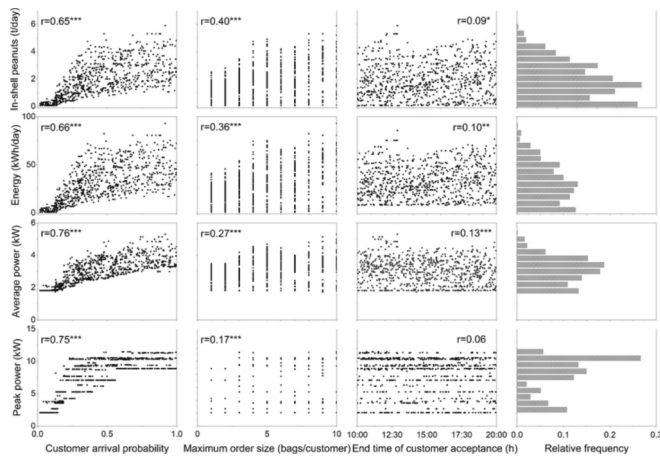 In-shell peanuts (t/day)
6
4
2
0
r=0.65***
r=0.40***
r=0.09*
Energy (kWh/day)
100
50
0
r=0.66***
r=0.36***
r=0.10**
Average power (kW)
6
4
2
0
r=0.76***
r=0.27***
r=0.13***
Peak power (kW)
15
10
5
0
r=0.75***
r=0.17***
r=0.06
0.0 0.5 1.0 0 5 10 10:00 12:30 15:00 17:30 20:00 0.0 0.1 0.2 0.3
Customer arrival probability Maximum order size (bags/customer) End time of customer acceptance (h) Relative frequency